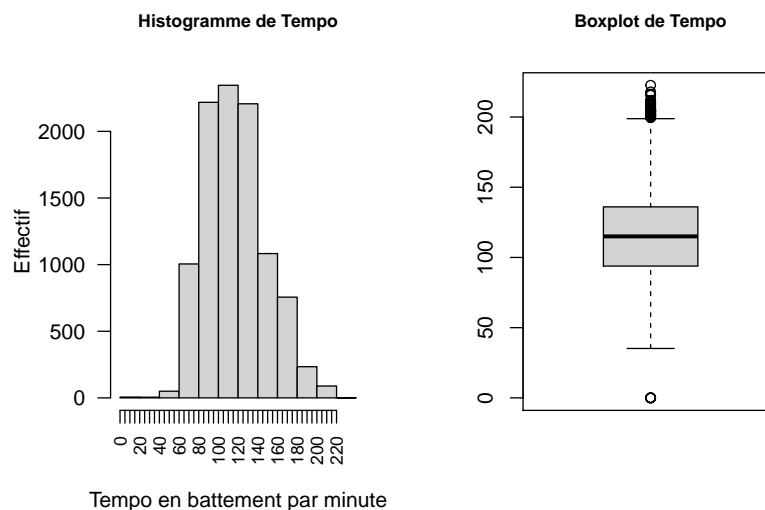 Histogramme de Tempo
Effectif
2000
1500
1000
500
0
0 20 40 60 80 100 120 140 160 180 200 220
Tempo en battement par minute
Boxplot de Tempo
200
150
100
50
0